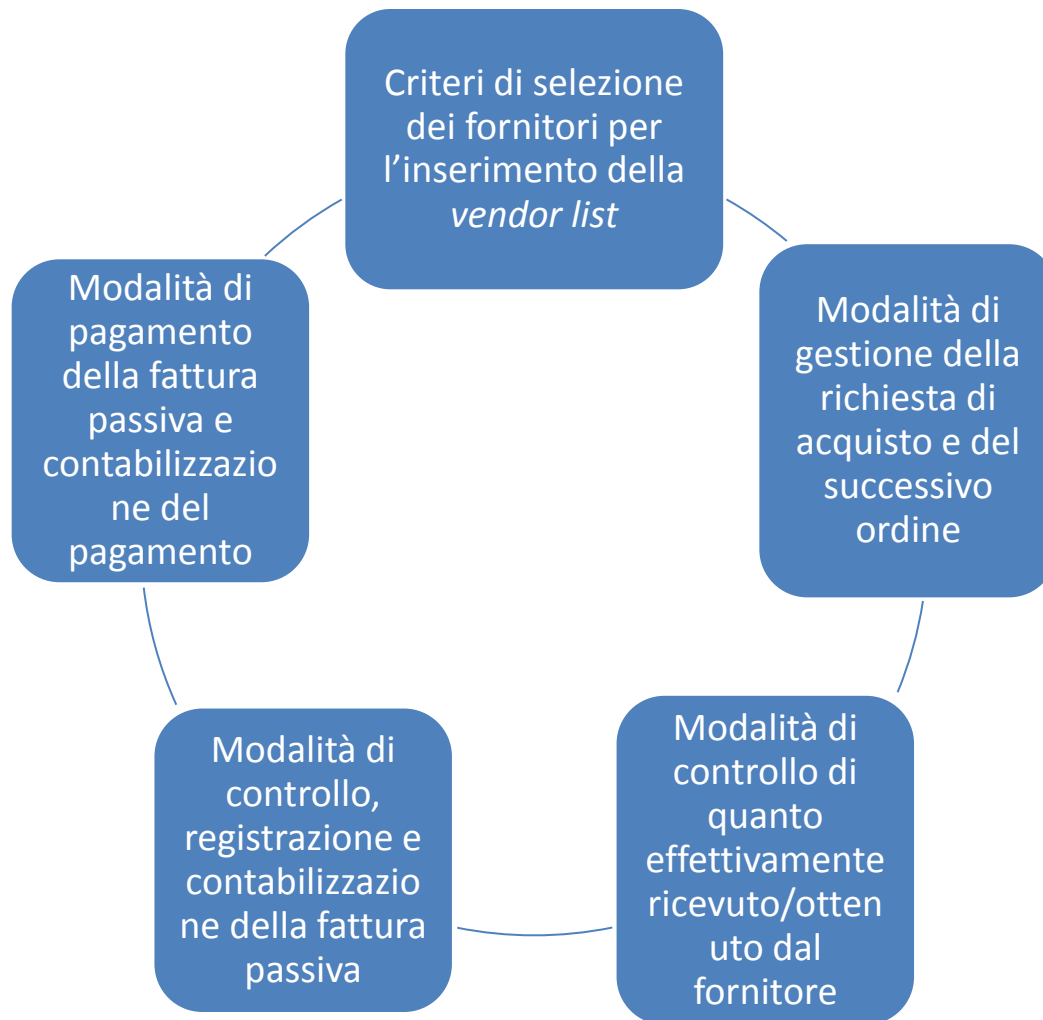 Criteri di selezione
dei fornitori per
l’inserimento della
vendor list
Modalità di
gestione della
richiesta di
acquisto e del
successivo
ordine
Modalità di
controllo di
quanto
effettivamente
ricevuto/otten
uto dal
fornitore
Modalità di
controllo,
registrazione e
contabilizzazio
ne della fattura
passiva
Modalità di
pagamento
della fattura
passiva e
contabilizzazio
ne del
pagamento